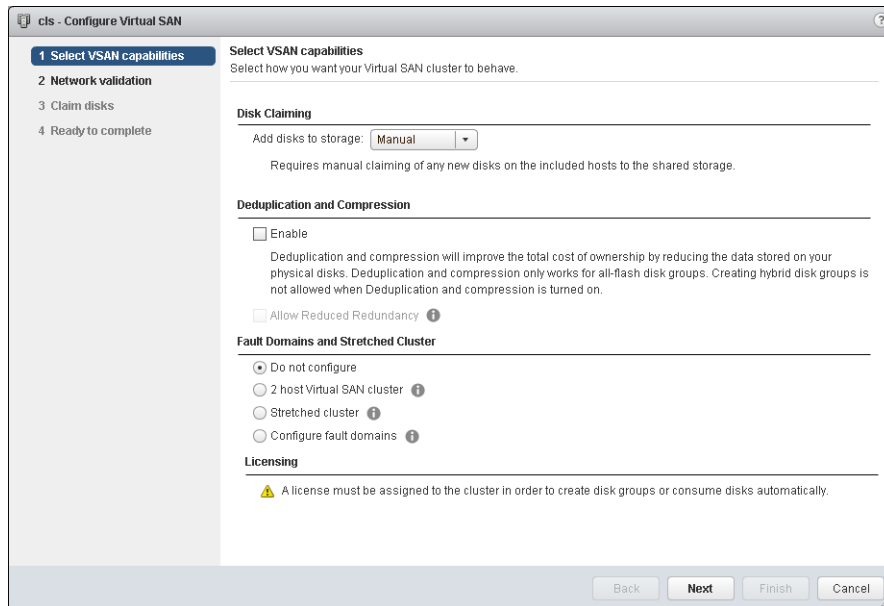 cls - Configure Virtual SAN
?
1 Select VSAN capabilities
2 Network validation
3 Claim disks
4 Ready to complete
Select VSAN capabilities
Select how you want your Virtual SAN cluster to behave.
Disk Claiming
Add disks to storage: Manual
Requires manual claiming of any new disks on the included hosts to the shared storage.
Deduplication and Compression
Enable
Deduplication and compression will improve the total cost of ownership by reducing the data stored on your
physical disks. Deduplication and compression only works for all-flash disk groups. Creating hybrid disk groups is
not allowed when Deduplication and compression is turned on.
Allow Reduced Redundancy
Fault Domains and Stretched Cluster
Do not configure
2 host Virtual SAN cluster
Stretched cluster
Configure fault domains
Licensing
A license must be assigned to the cluster in order to create disk groups or consume disks automatically.
Back Next Finish Cancel